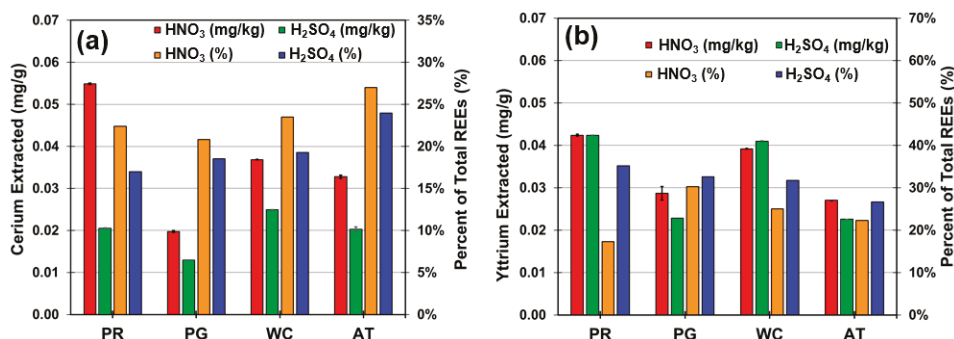 (a)
HNO₃ (mg/kg)
H₂SO₄ (mg/kg)
HNO₃ (%)
H₂SO₄ (%)
Cerium Extracted (mg/g)
0.07
0.06
0.05
0.04
0.03
0.02
0.01
0.00
35%
30%
25%
20%
15%
10%
5%
0%
Percent of Total REEs (%)
PR PG WC AT
(b)
HNO₃ (mg/kg)
H₂SO₄ (mg/kg)
HNO₃ (%)
H₂SO₄ (%)
Yttrium Extracted (mg/g)
0.07
0.06
0.05
0.04
0.03
0.02
0.01
0.00
70%
60%
50%
40%
30%
20%
10%
0%
Percent of Total REEs (%)
PR PG WC AT